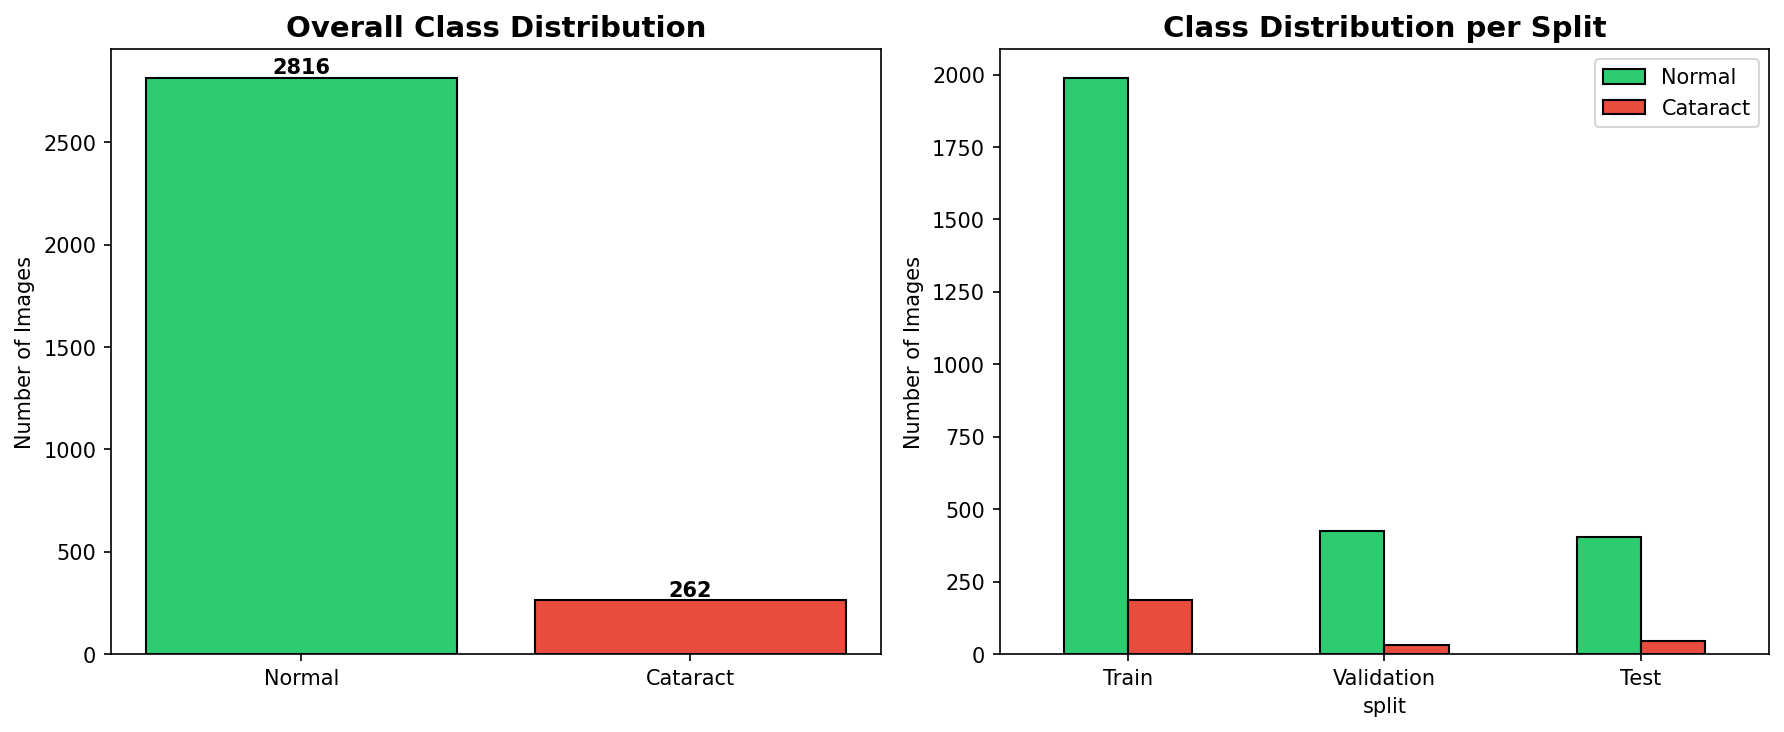 Overall Class Distribution
Number of Images
2500
2000
1500
1000
500
0
2816
262
Normal
Cataract
Class Distribution per Split
Number of Images
2000
1750
1500
1250
1000
750
500
250
0
Normal
Cataract
Train
Validation
Test
split